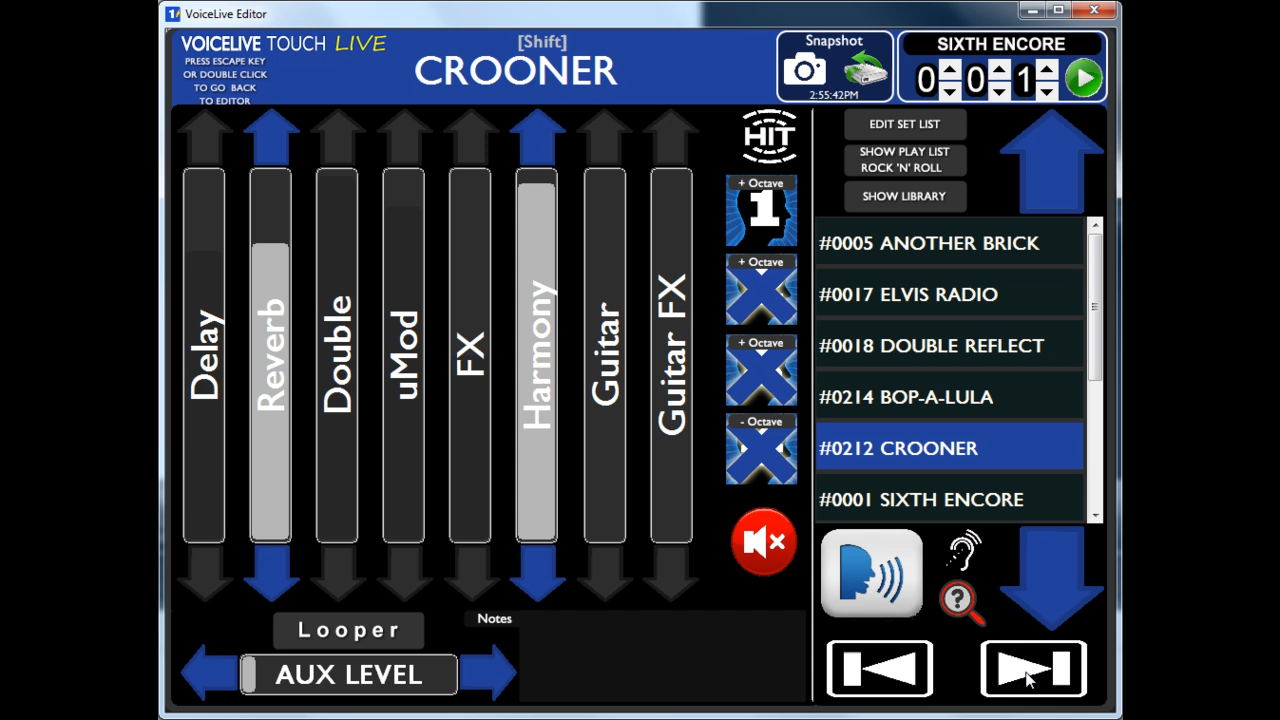 VoiceLive Editor
VOICELIVE TOUCH LIVE
PRESS ESCAPE KEY
OR DOUBLE CLICK
TO GO BACK
TO EDITOR
[Shift]
CROONER
Snapshot
2:55:42PM
SIXTH ENCORE
0 0 1
HIT
EDIT SET LIST
SHOW PLAY LIST
ROCK 'N' ROLL
SHOW LIBRARY
+ Octave
1
+ Octave
+ Octave
- Octave
Delay
Reverb
Double
uMod
FX
Harmony
Guitar
Guitar FX
#0005 ANOTHER BRICK
#0017 ELVIS RADIO
#0018 DOUBLE REFLECT
#0214 BOP-A-LULA
#0212 CROONER
#0001 SIXTH ENCORE
?
Looper
Notes
AUX LEVEL